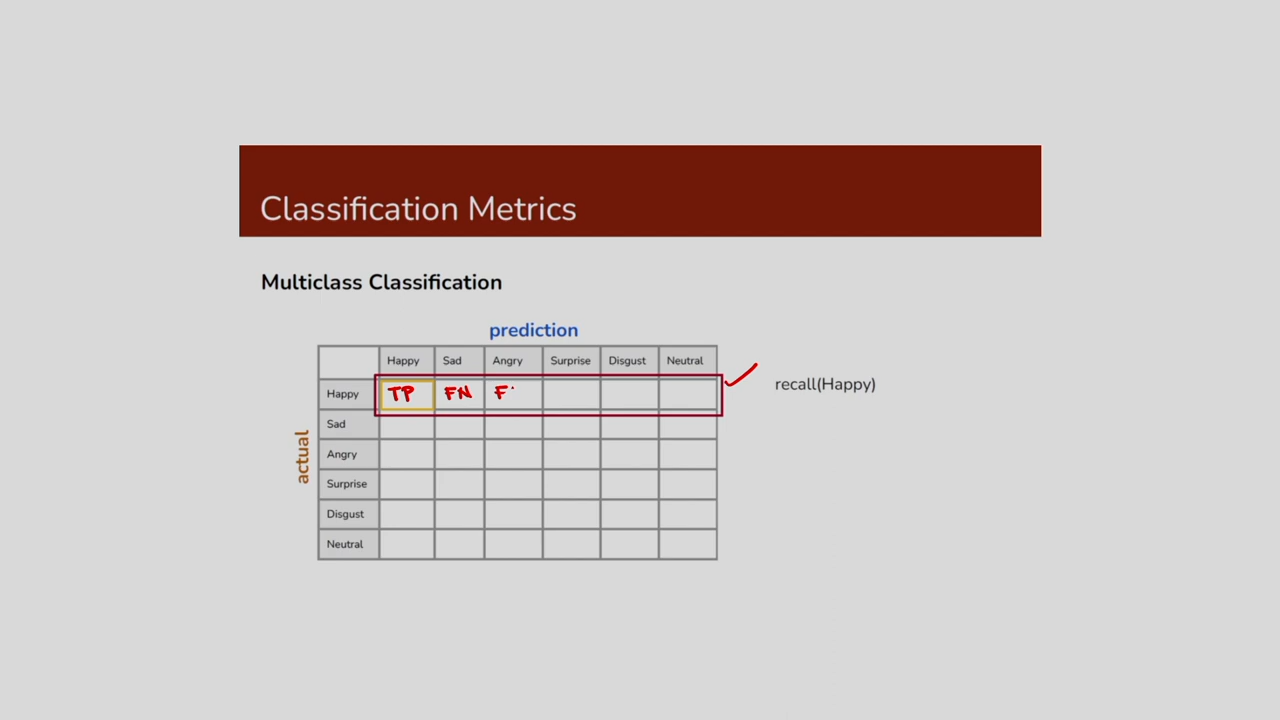 Classification Metrics
Multiclass Classification
prediction
Happy Sad Angry Surprise Disgust Neutral
Happy TP FN F
recall(Happy)
actual
Sad
Angry
Surprise
Disgust
Neutral